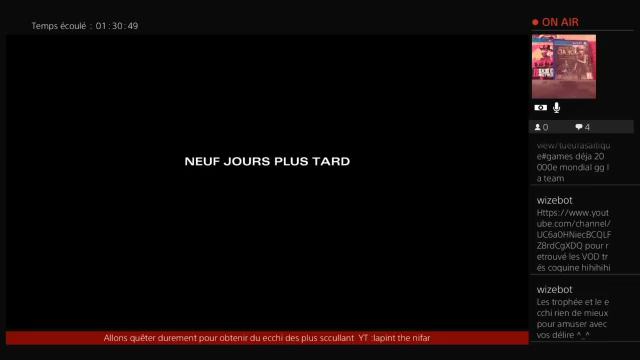 Temps écoulé : 01:30:49
ON AIR
0
4
view/tueurasaitiqu
e#games déja 20
000e mondial gg l
a team
NEUF JOURS PLUS TARD
wizebot
Https://www.yout
ube.com/channel/
UC6a0HNiecBCQLF
Z8rdCgXDQ pour r
etrouvé les VOD tr
és coquine hihihihi
wizebot
Les trophée et le e
cchi rien de mieux
pour amuser avec
vos délire ^_^
Allons quêter durement pour obtenir du ecchi des plus scculant YT :lapint the nifar